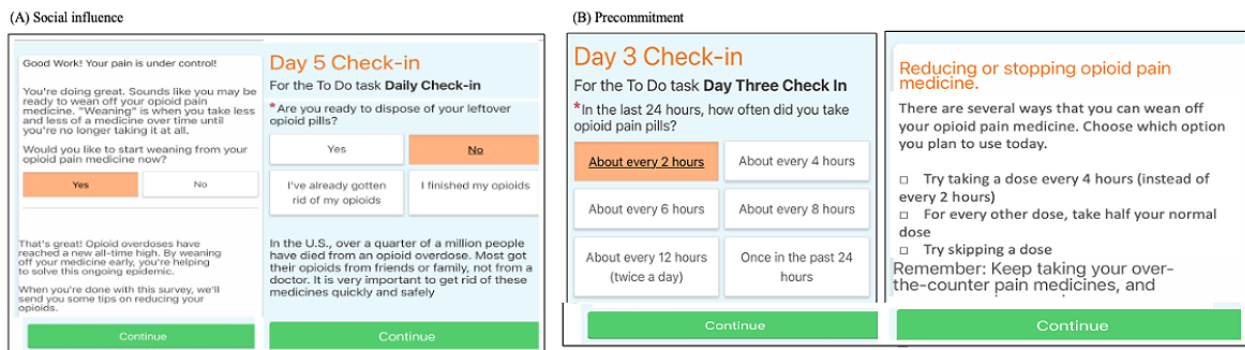 (A) Social influence
Good Work! Your pain is under control!
You're doing great. Sounds like you may be
ready to wean off your opioid pain
medicine. "Weaning" is when you take less
and less of a medicine over time until
you're no longer taking it at all.
Would you like to start weaning from your
opioid pain medicine now?
Yes
No
That's great! Opioid overdoses have
reached a new all-time high. By weaning
off your medicine early, you're helping
to solve this ongoing epidemic.
When you're done with this survey, we'll
send you some tips on reducing your
opioids.
Continue
Day 5 Check-in
For the To Do task Daily Check-in
*Are you ready to dispose of your leftover
opioid pills?
Yes
No
I've already gotten
rid of my opioids
I finished my opioids
In the U.S., over a quarter of a million people
have died from an opioid overdose. Most got
their opioids from friends or family, not from a
doctor. It is very important to get rid of these
medicines quickly and safely
Continue
(B) Precommitment
Day 3 Check-in
For the To Do task Day Three Check In
*In the last 24 hours, how often did you take
opioid pain pills?
About every 2 hours
About every 4 hours
About every 6 hours
About every 8 hours
About every 12 hours
(twice a day)
Once in the past 24
hours
Continue
Reducing or stopping opioid pain
medicine.
There are several ways that you can wean off
your opioid pain medicine. Choose which option
you plan to use today.
□ Try taking a dose every 4 hours (instead of
every 2 hours)
□ For every other dose, take half your normal
dose
□ Try skipping a dose
Remember: Keep taking your over-
the-counter pain medicines, and
Continue